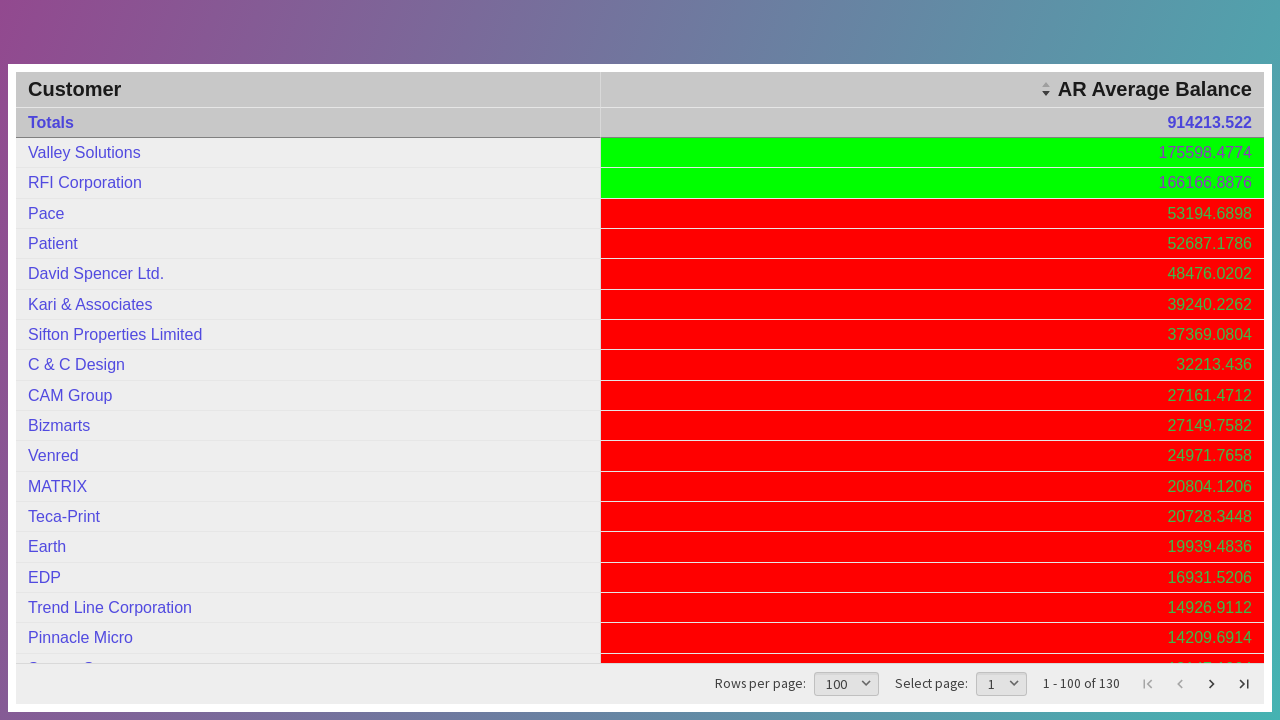 Customer AR Average Balance
Totals 914213.522
Valley Solutions 175598.4774
RFI Corporation 166166.8876
Pace 53194.6898
Patient 52687.1786
David Spencer Ltd. 48476.0202
Kari & Associates 39240.2262
Sifton Properties Limited 37369.0804
C & C Design 32213.436
CAM Group 27161.4712
Bizmarts 27149.7582
Venred 24971.7658
MATRIX 20804.1206
Teca-Print 20728.3448
Earth 19939.4836
EDP 16931.5206
Trend Line Corporation 14926.9112
Pinnacle Micro 14209.6914
Rows per page: 100 Select page: 1 1 - 100 of 130